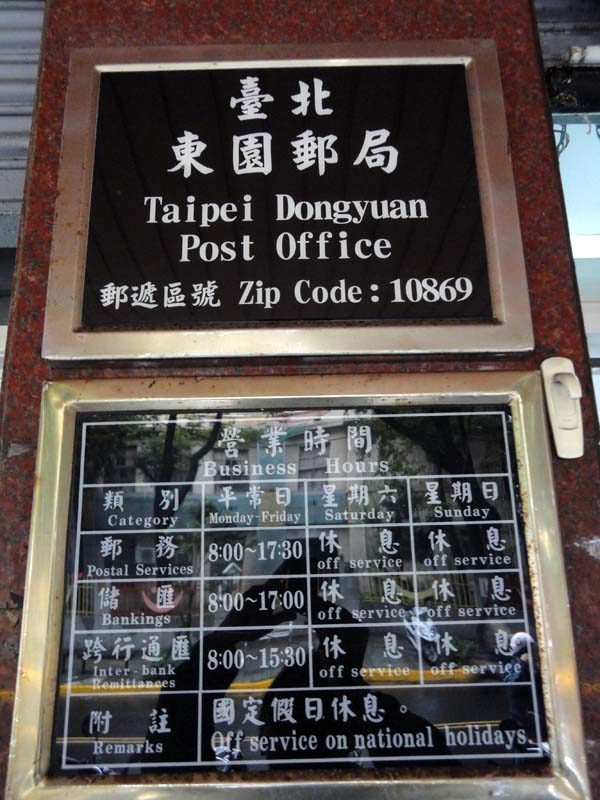 臺北
東園郵局
Taipei Dongyuan
Post Office
郵遞區號 Zip Code：10869
營業時間
Business Hours
類別 平常日 星期六 星期日
Category Monday-Friday Saturday Sunday
郵務 8:00~17:30 休息 休息
Postal Services off service off service
儲匯 8:00~17:00 休息 休息
Bankings off service off service
跨行通匯 8:00~15:30 休息 休息
Inter-bank off service off service
Remittances
附註 國定假日休息。
Remarks Off service on national holidays.